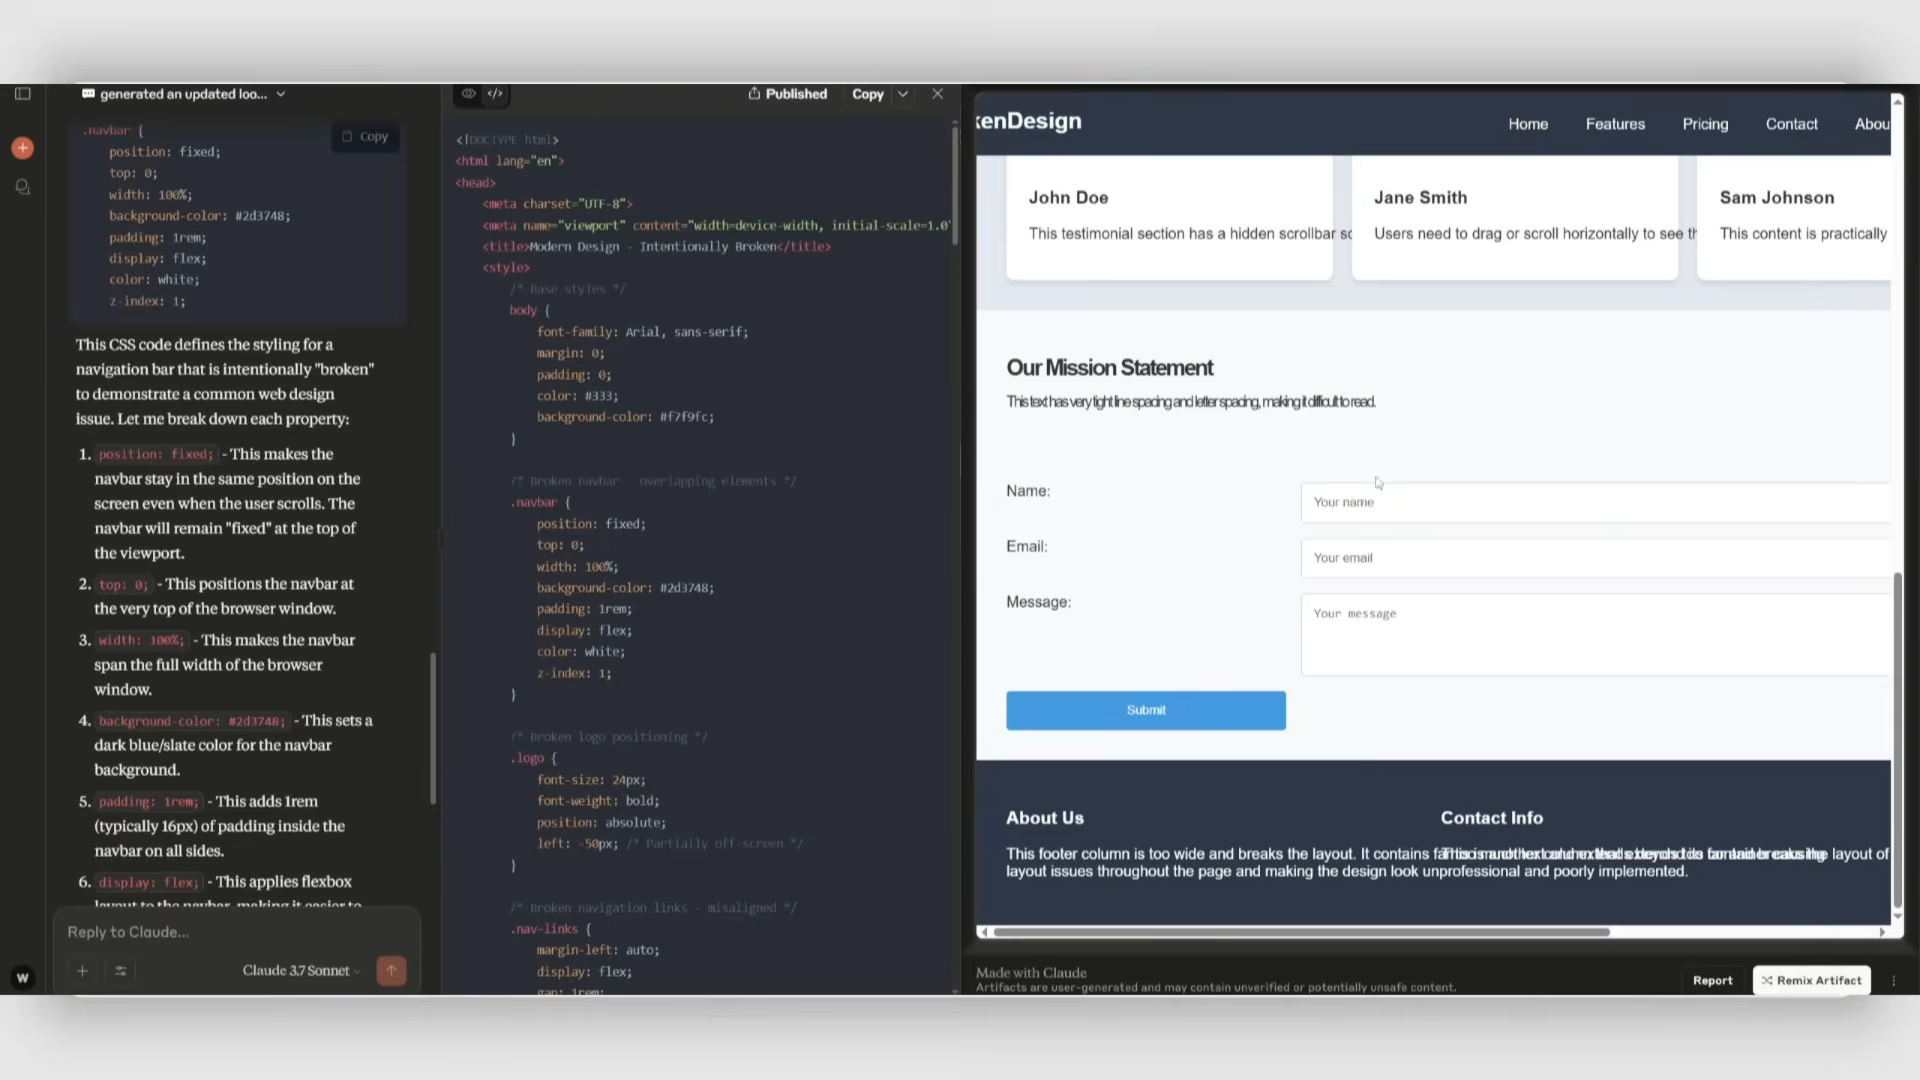 generated an updated loo...
.navbar {
Copy
position: fixed;
top: 0;
width: 100%;
background-color: #2d3748;
padding: 1rem;
display: flex;
color: white;
z-index: 1;
This CSS code defines the styling for a
navigation bar that is intentionally "broken"
to demonstrate a common web design
issue. Let me break down each property:
1. position: fixed; - This makes the
navbar stay in the same position on the
screen even when the user scrolls. The
navbar will remain "fixed" at the top of
the viewport.
2. top: 0; - This positions the navbar at
the very top of the browser window.
3. width: 100%; - This makes the navbar
span the full width of the browser
window.
4. background-color: #2d3748; - This sets a
dark blue/slate color for the navbar
background.
5. padding: 1rem; - This adds 1rem
(typically 16px) of padding inside the
navbar on all sides.
6. display: flex; - This applies flexbox
layout to the navbar, making it easier to
Reply to Claude...
Claude 3.7 Sonnet
W
Published
Copy
<!DOCTYPE html>
<html lang="en">
<head>
<meta charset="UTF-8">
<meta name="viewport" content="width=device-width, initial-scale=1.0"
<title>Modern Design - Intentionally Broken</title>
<style>
/* Base styles */
body {
font-family: Arial, sans-serif;
margin: 0;
padding: 0;
color: #333;
background-color: #f7f9fc;
}
/* Broken navbar - overlapping elements */
.navbar {
position: fixed;
top: 0;
width: 100%;
background-color: #2d3748;
padding: 1rem;
display: flex;
color: white;
z-index: 1;
}
/* Broken logo positioning */
.logo {
font-size: 24px;
font-weight: bold;
position: absolute;
left: -50px; /* Partially off-screen */
}
/* Broken navigation links - misaligned */
.nav-links {
margin-left: auto;
display: flex;
gap: 1rem;
kenDesign
Home
Features
Pricing
Contact
Abou
John Doe
This testimonial section has a hidden scrollbar sc
Jane Smith
Users need to drag or scroll horizontally to see th
Sam Johnson
This content is practically
Our Mission Statement
This text has very tight line spacing and letter spacing, making it difficult to read.
Name:
Your name
Email:
Your email
Message:
Your message
Submit
About Us
This footer column is too wide and breaks the layout. It contains
layout issues throughout the page and making the design look unprofessional and poorly implemented.
Contact Info
layout of
Made with Claude
Artifacts are user-generated and may contain unverified or potentially unsafe content.
Report
Remix Artifact